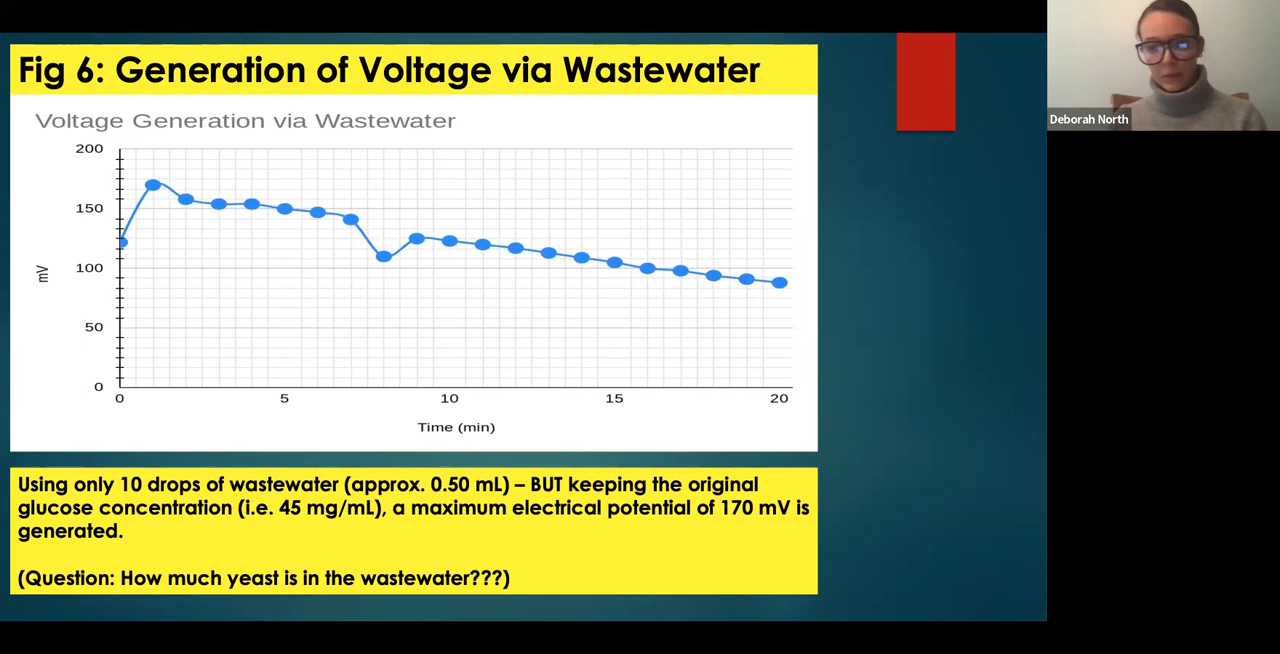 Fig 6: Generation of Voltage via Wastewater
Deborah North
Voltage Generation via Wastewater
200
150
100
50
0
mV
0 5 10 15 20
Time (min)
Using only 10 drops of wastewater (approx. 0.50 mL) – BUT keeping the original
glucose concentration (i.e. 45 mg/mL), a maximum electrical potential of 170 mV is
generated.
(Question: How much yeast is in the wastewater???)